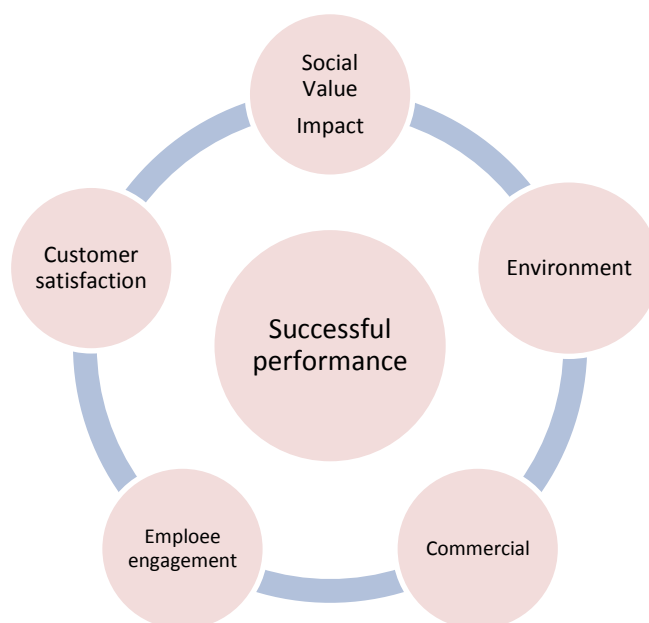 Social
Value
Impact
Customer
satisfaction
Environment
Successful
performance
Emploee
engagement
Commercial